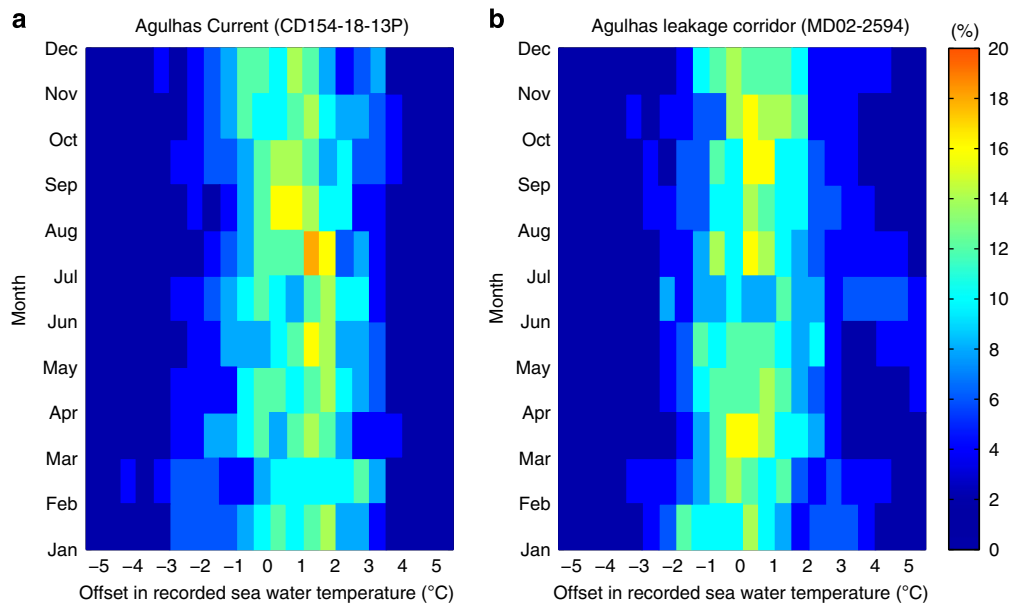 a
Agulhas Current (CD154-18-13P)
Dec
Nov
Oct
Sep
Aug
Jul
Jun
May
Apr
Mar
Feb
Jan
Month
−5 −4 −3 −2 −1 0 1 2 3 4 5
Offset in recorded sea water temperature (°C)
b
Agulhas leakage corridor (MD02-2594)
Dec
Nov
Oct
Sep
Aug
Jul
Jun
May
Apr
Mar
Feb
Jan
Month
−5 −4 −3 −2 −1 0 1 2 3 4 5
Offset in recorded sea water temperature (°C)
(%)
20
18
16
14
12
10
8
6
4
2
0